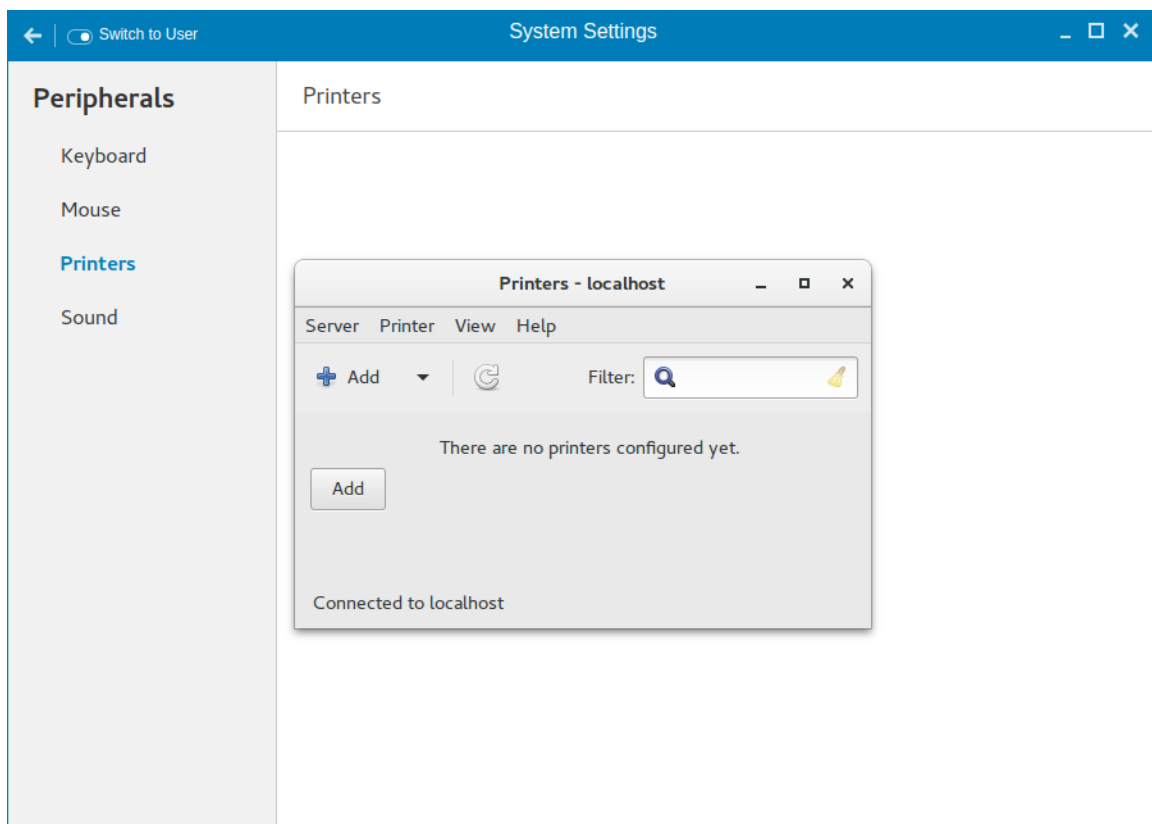 Switch to User
System Settings
Peripherals
Keyboard
Mouse
Printers
Sound
Printers
Printers - localhost
Server Printer View Help
Add
Filter:
There are no printers configured yet.
Add
Connected to localhost